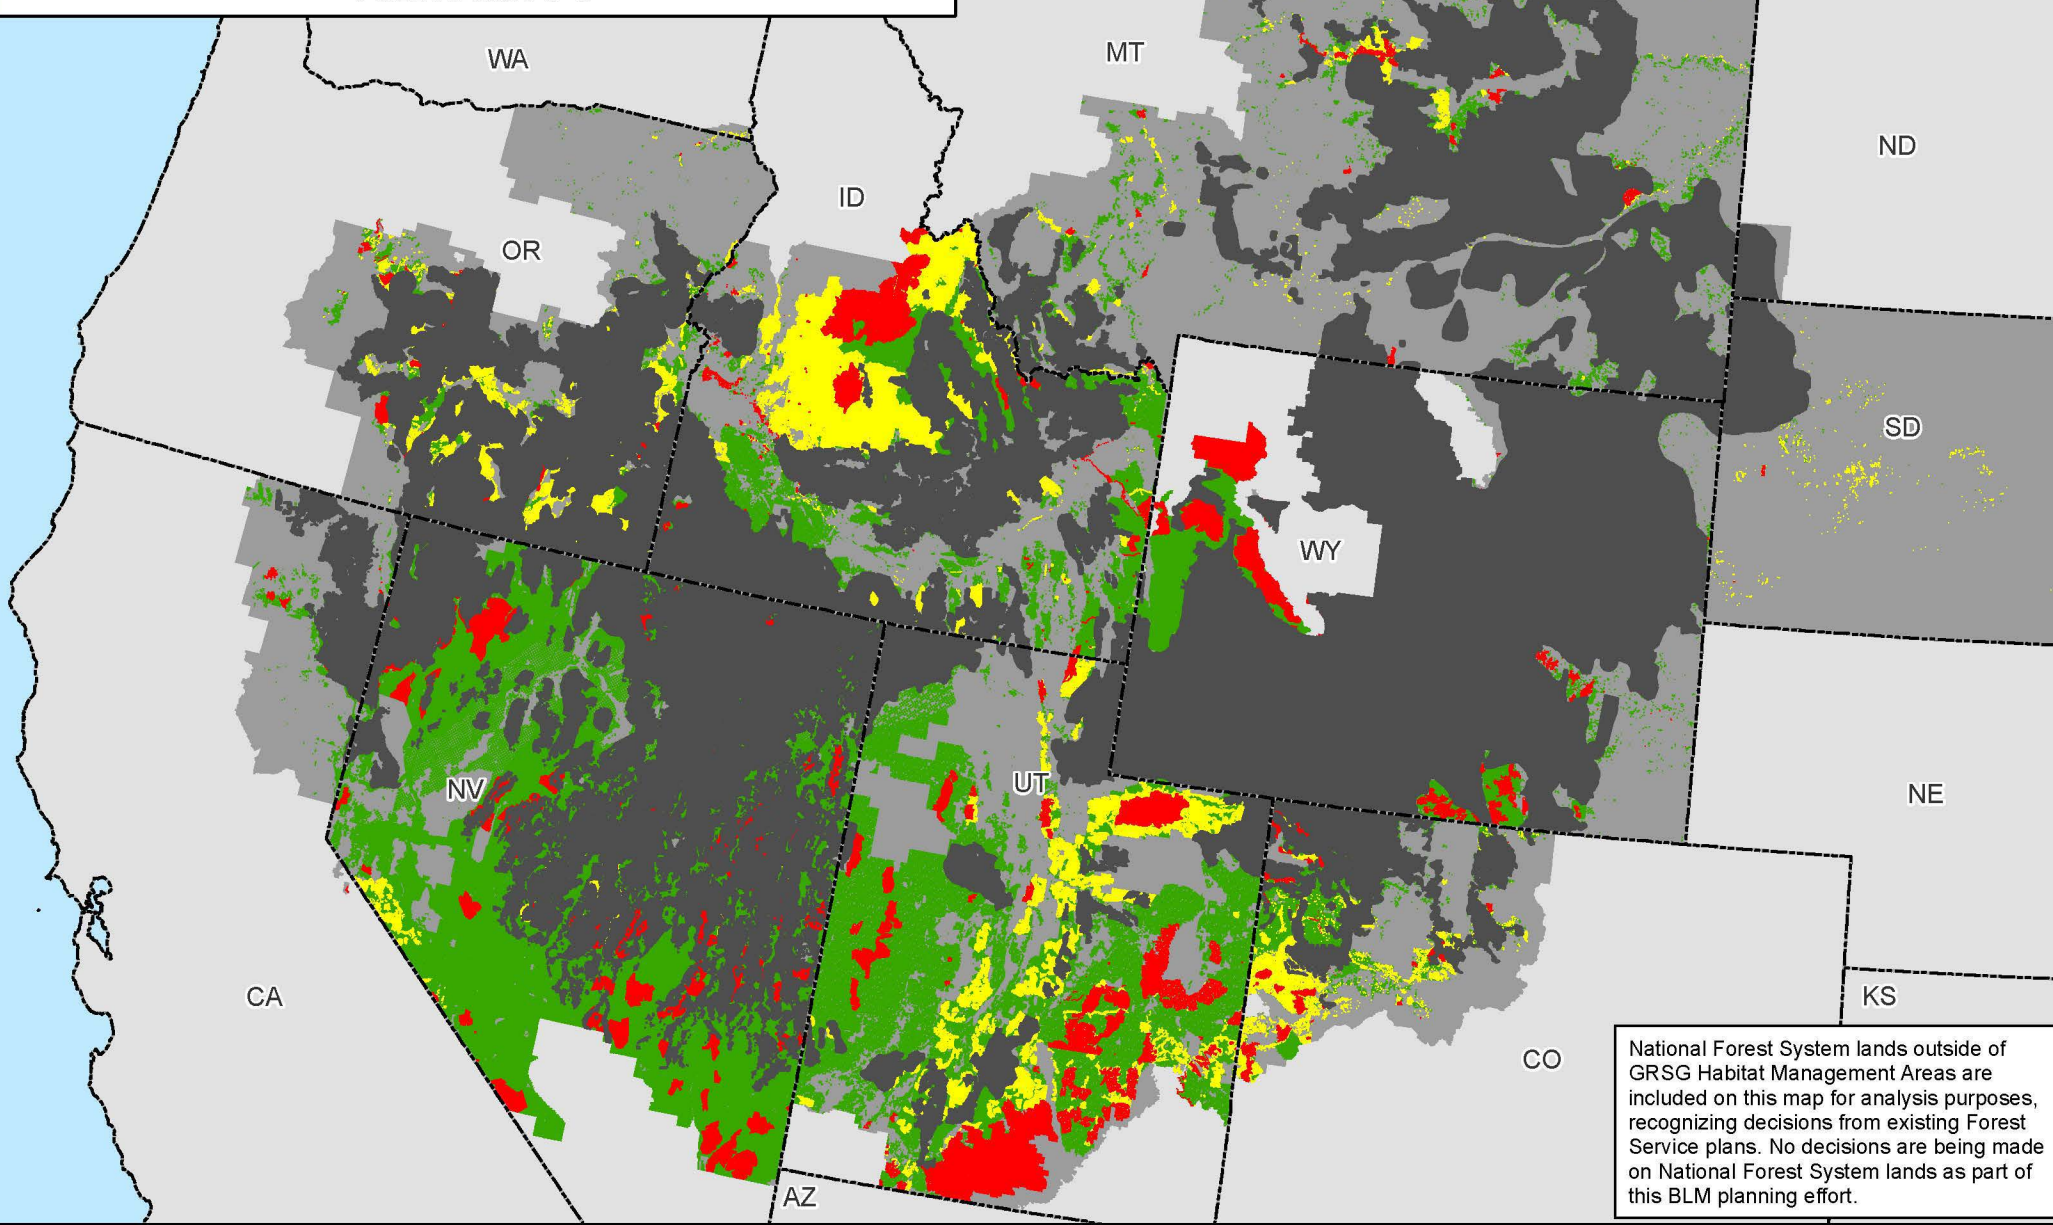 WA
MT
ND
ID
OR
SD
WY
NV
UT
NE
CA
KS
CO
AZ
National Forest System lands outside of
GRSG Habitat Management Areas are
included on this map for analysis purposes,
recognizing decisions from existing Forest
Service plans. No decisions are being made
on National Forest System lands as part of
this BLM planning effort.